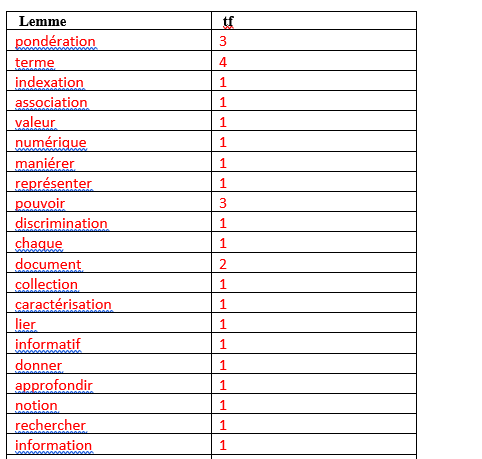 Lemme tf
pondération 3
terme 4
indexation 1
association 1
valeur 1
numérique 1
maniérer 1
représenter 1
pouvoir 3
discrimination 1
chaque 1
document 2
collection 1
caractérisation 1
lier 1
informatif 1
donner 1
approfondir 1
notion 1
rechercher 1
information 1